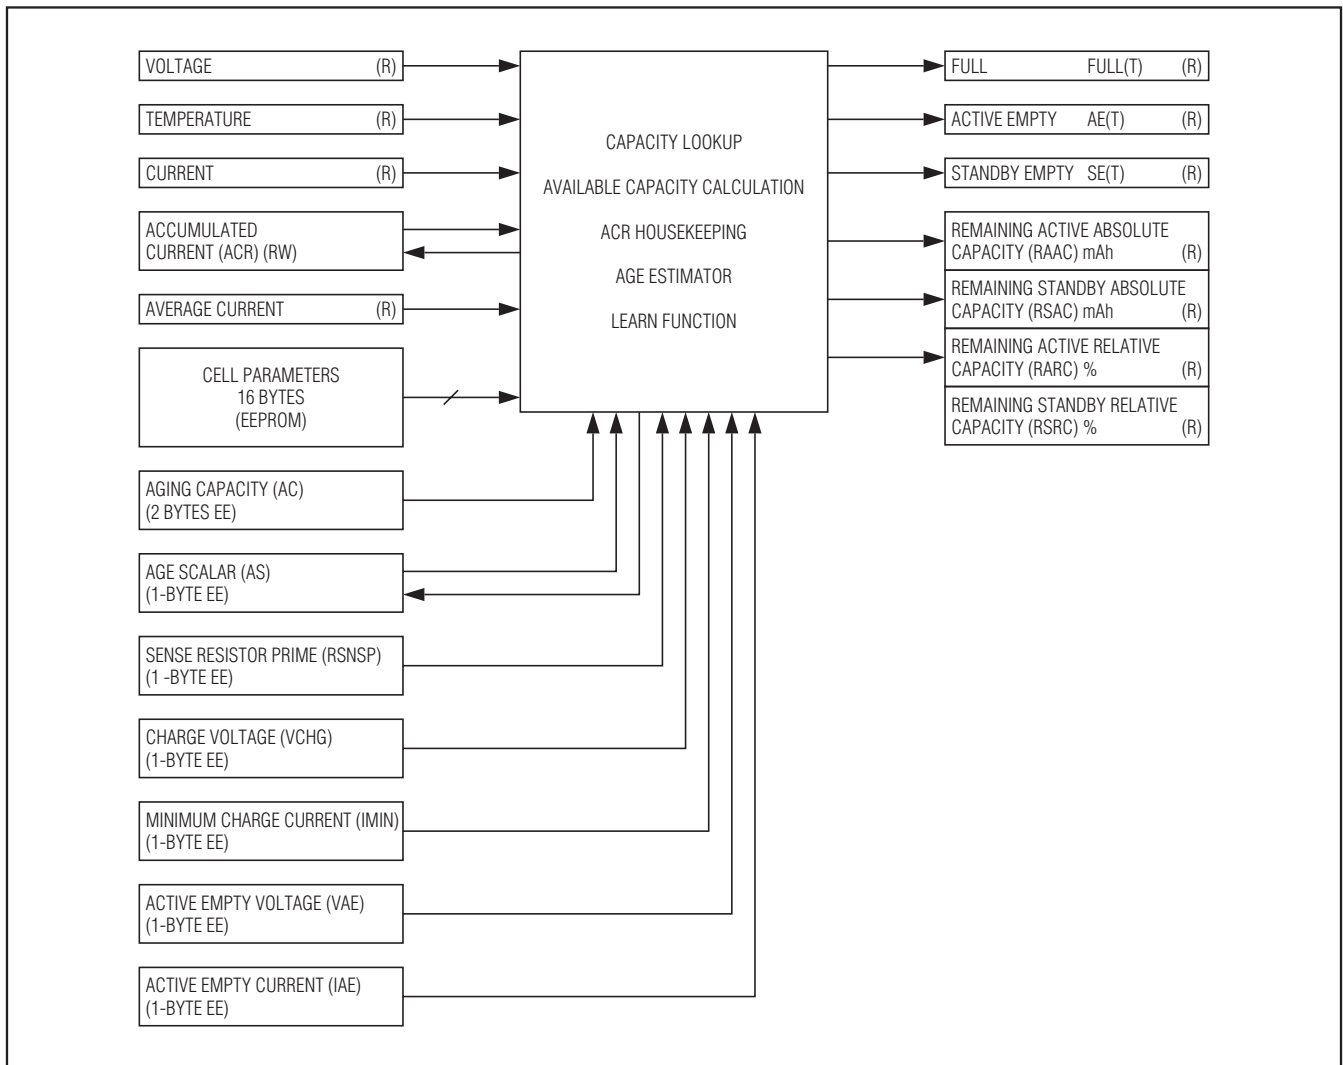 VOLTAGE (R)
TEMPERATURE (R)
CURRENT (R)
ACCUMULATED
CURRENT (ACR) (RW)
AVERAGE CURRENT (R)
CELL PARAMETERS
16 BYTES
(EEPROM)
AGING CAPACITY (AC)
(2 BYTES EE)
AGE SCALAR (AS)
(1-BYTE EE)
SENSE RESISTOR PRIME (RSNSP)
(1 -BYTE EE)
CHARGE VOLTAGE (VCHG)
(1-BYTE EE)
MINIMUM CHARGE CURRENT (IMIN)
(1-BYTE EE)
ACTIVE EMPTY VOLTAGE (VAE)
(1-BYTE EE)
ACTIVE EMPTY CURRENT (IAE)
(1-BYTE EE)
CAPACITY LOOKUP
AVAILABLE CAPACITY CALCULATION
ACR HOUSEKEEPING
AGE ESTIMATOR
LEARN FUNCTION
FULL FULL(T) (R)
ACTIVE EMPTY AE(T) (R)
STANDBY EMPTY SE(T) (R)
REMAINING ACTIVE ABSOLUTE
CAPACITY (RAAC) mAh (R)
REMAINING STANDBY ABSOLUTE
CAPACITY (RSAC) mAh (R)
REMAINING ACTIVE RELATIVE
CAPACITY (RARC) % (R)
REMAINING STANDBY RELATIVE
CAPACITY (RSRC) % (R)